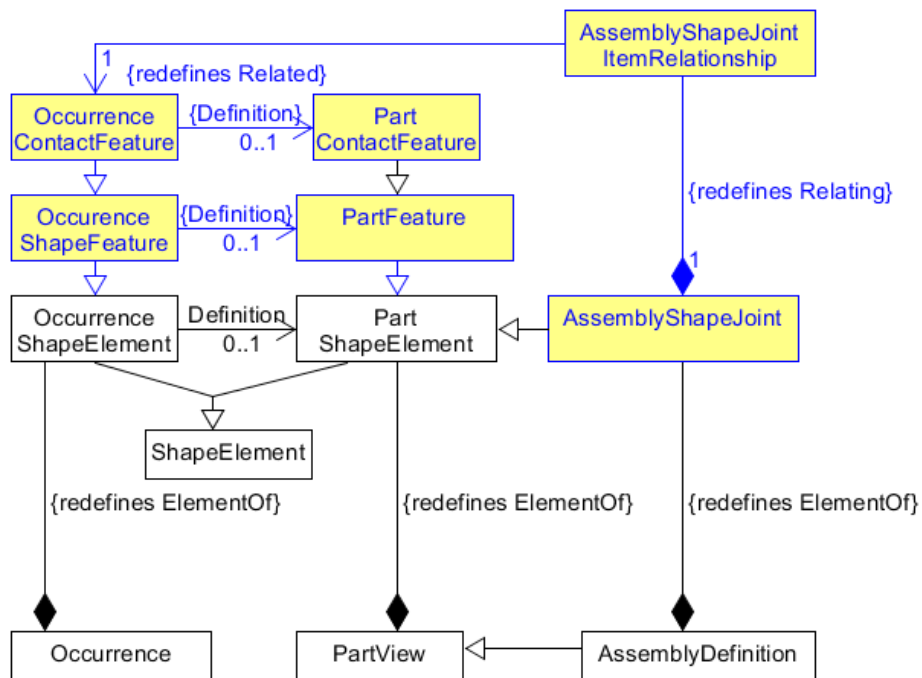 AssemblyShapeJoint
ItemRelationship
1
{redefines Related}
Occurrence
ContactFeature
{Definition}
0..1
Part
ContactFeature
{redefines Relating}
Occurence
ShapeFeature
{Definition}
0..1
PartFeature
1
Occurrence
ShapeElement
Definition
0..1
Part
ShapeElement
AssemblyShapeJoint
ShapeElement
{redefines ElementOf}
{redefines ElementOf}
{redefines ElementOf}
Occurrence
PartView
AssemblyDefinition